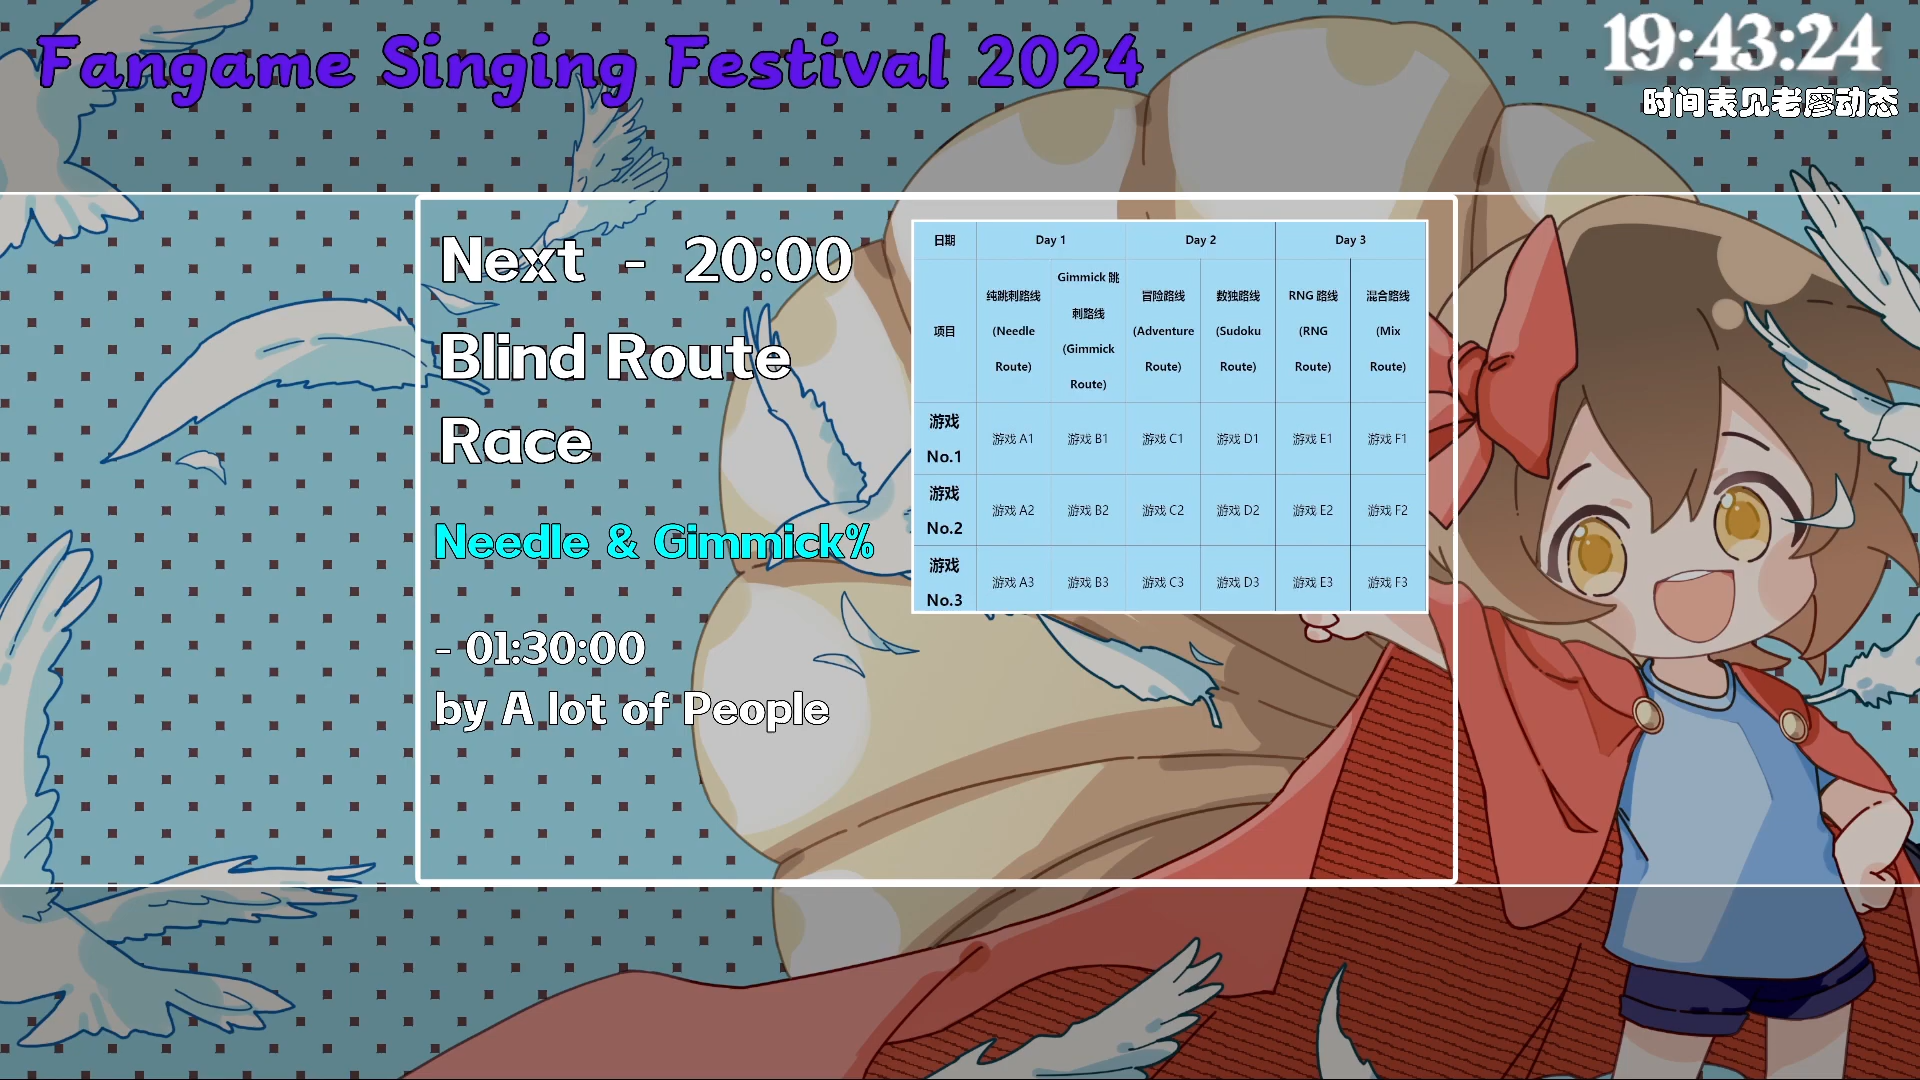 Fangame Singing Festival 2024
19:43:24
时间表见老廖动态
Next - 20:00
Blind Route
Race
Needle & Gimmick%
- 01:30:00
by A lot of People
日期 Day 1 Day 2 Day 3
项目 纯跳刺路线 (Needle Route) Gimmick 跳刺路线 (Gimmick Route) 冒险路线 (Adventure Route) 数独路线 (Sudoku Route) RNG 路线 (RNG Route) 混合路线 (Mix Route)
游戏 No.1 游戏 A1 游戏 B1 游戏 C1 游戏 D1 游戏 E1 游戏 F1
游戏 No.2 游戏 A2 游戏 B2 游戏 C2 游戏 D2 游戏 E2 游戏 F2
游戏 No.3 游戏 A3 游戏 B3 游戏 C3 游戏 D3 游戏 E3 游戏 F3